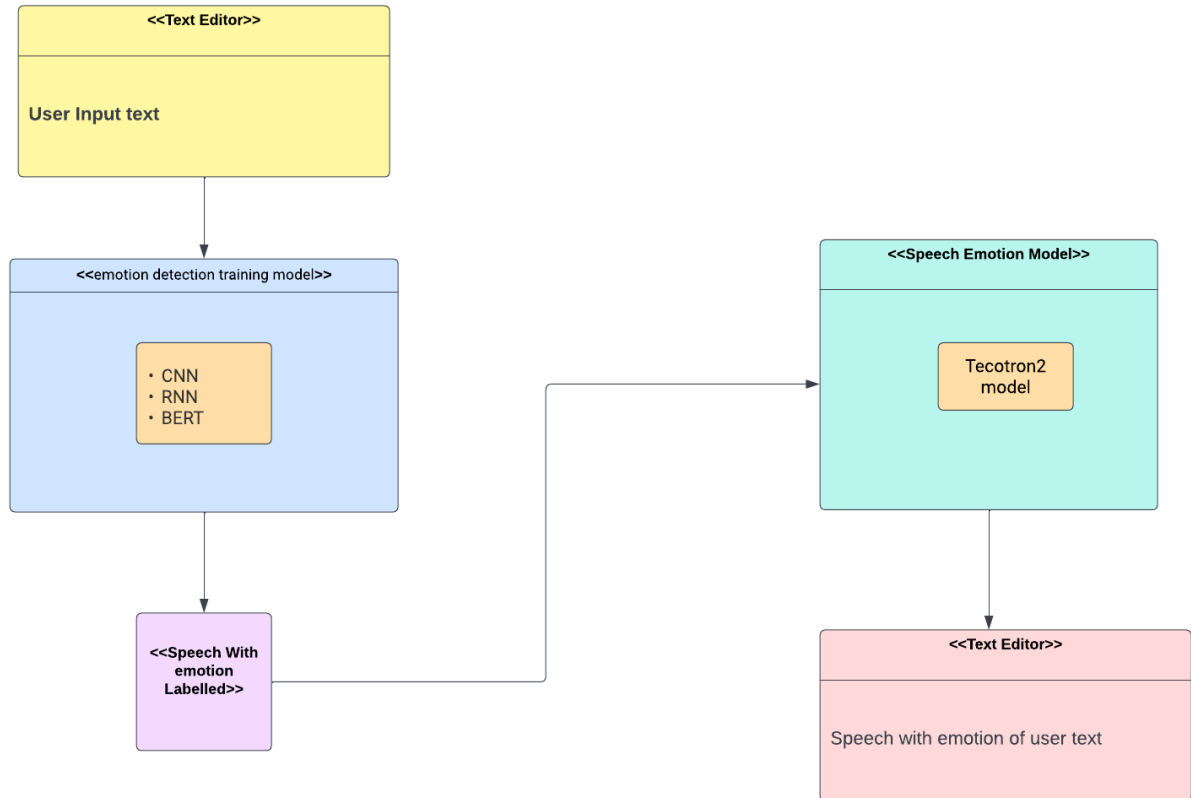 <<Text Editor>>
User Input text
<<emotion detection training model>>
• CNN
• RNN
• BERT
<<Speech With
emotion
Labelled>>
<<Speech Emotion Model>>
Tecotron2
model
<<Text Editor>>
Speech with emotion of user text